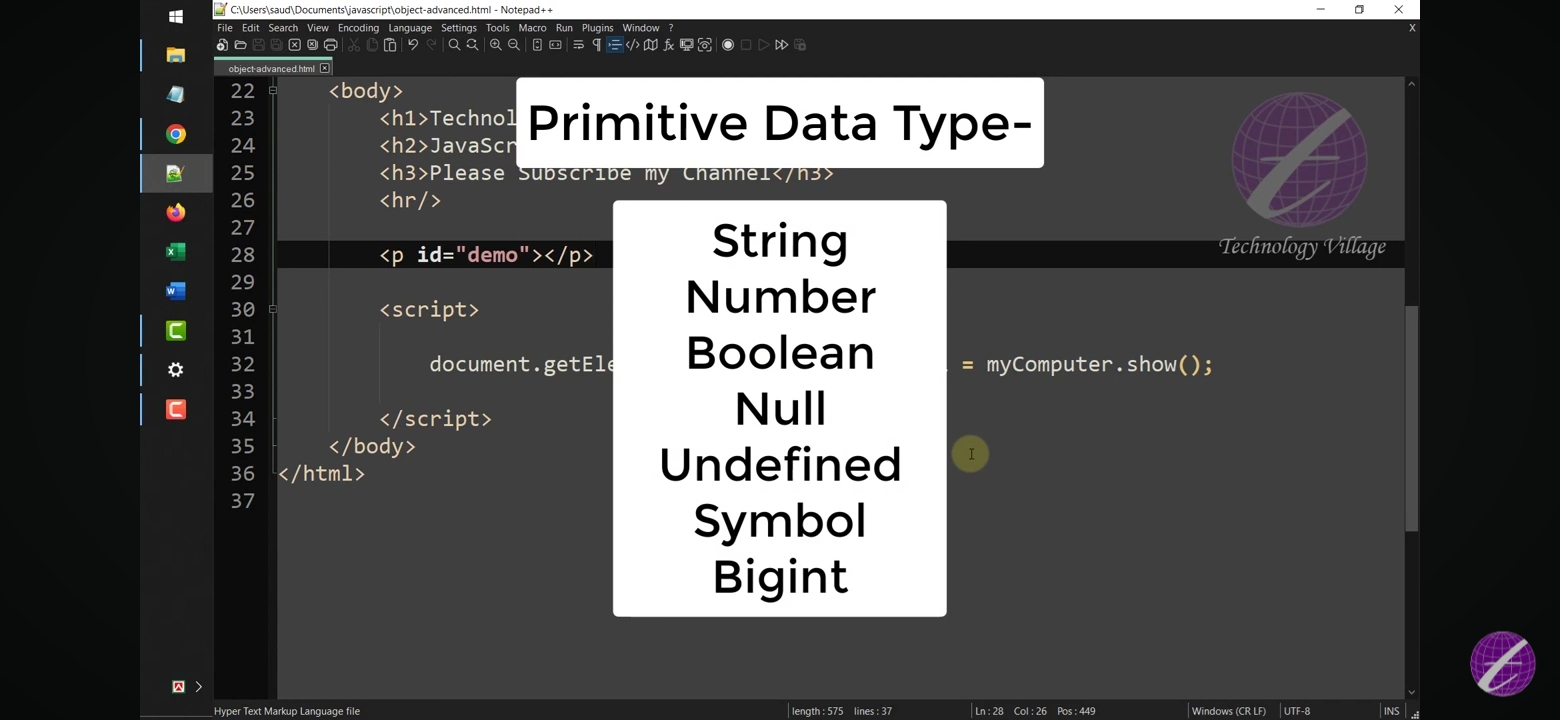 C:\Users\saud\Documents\javascript\object-advanced.html - Notepad++
File Edit Search View Encoding Language Settings Tools Macro Run Plugins Window ? X
object-advanced.html
Primitive Data Type-
String
Number
Boolean
Null
Undefined
Symbol
Bigint
22 <body>
23 <h1>Technol
24 <h2>JavaScr
25 <h3>Please Subscribe my Channel</h3>
26 <hr/>
27
28 <p id="demo"></p>
29
30 <script>
31
32 document.getEle = myComputer.show();
33
34 </script>
35 </body>
36 </html>
37
Technology Village
Hyper Text Markup Language file length : 575 lines : 37 Ln : 28 Col : 26 Pos : 449 Windows (CR LF) UTF-8 INS